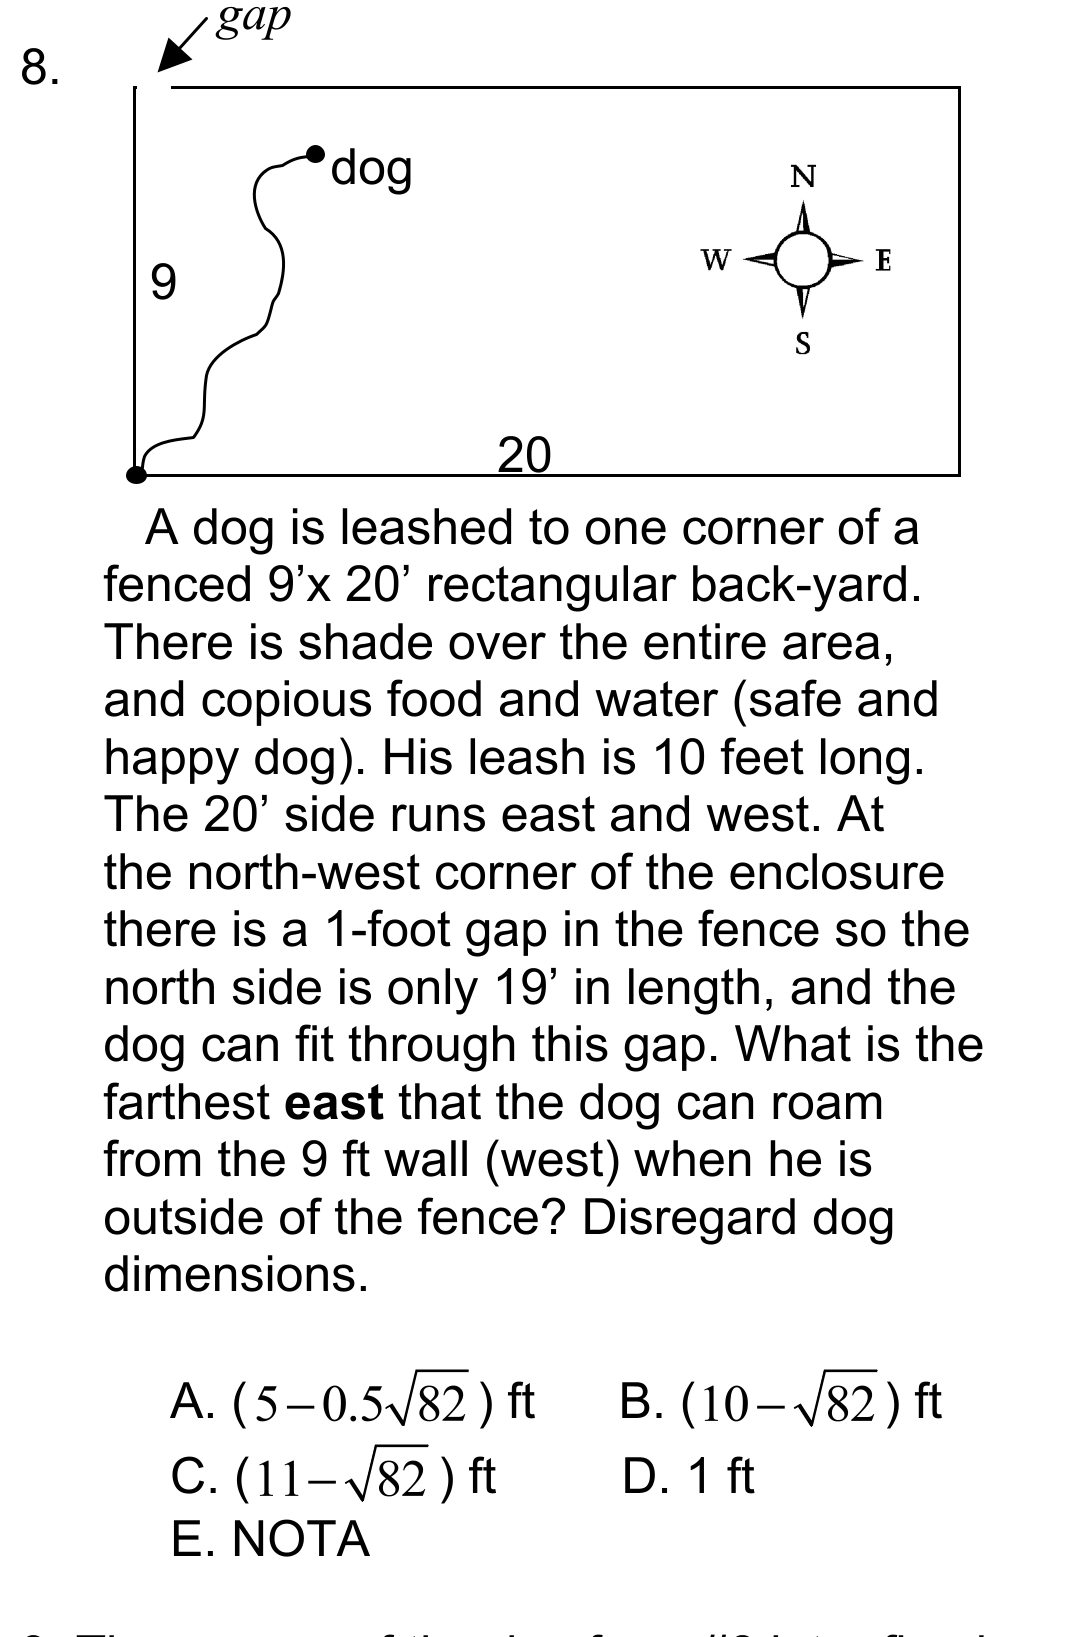 gap
8.
dog
N
9
W E
S
20
A dog is leashed to one corner of a
fenced 9’x 20’ rectangular back-yard.
There is shade over the entire area,
and copious food and water (safe and
happy dog). His leash is 10 feet long.
The 20’ side runs east and west. At
the north-west corner of the enclosure
there is a 1-foot gap in the fence so the
north side is only 19’ in length, and the
dog can fit through this gap. What is the
farthest east that the dog can roam
from the 9 ft wall (west) when he is
outside of the fence? Disregard dog
dimensions.
A. (5–0.5√82) ft B. (10–√82) ft
C. (11–√82) ft D. 1 ft
E. NOTA